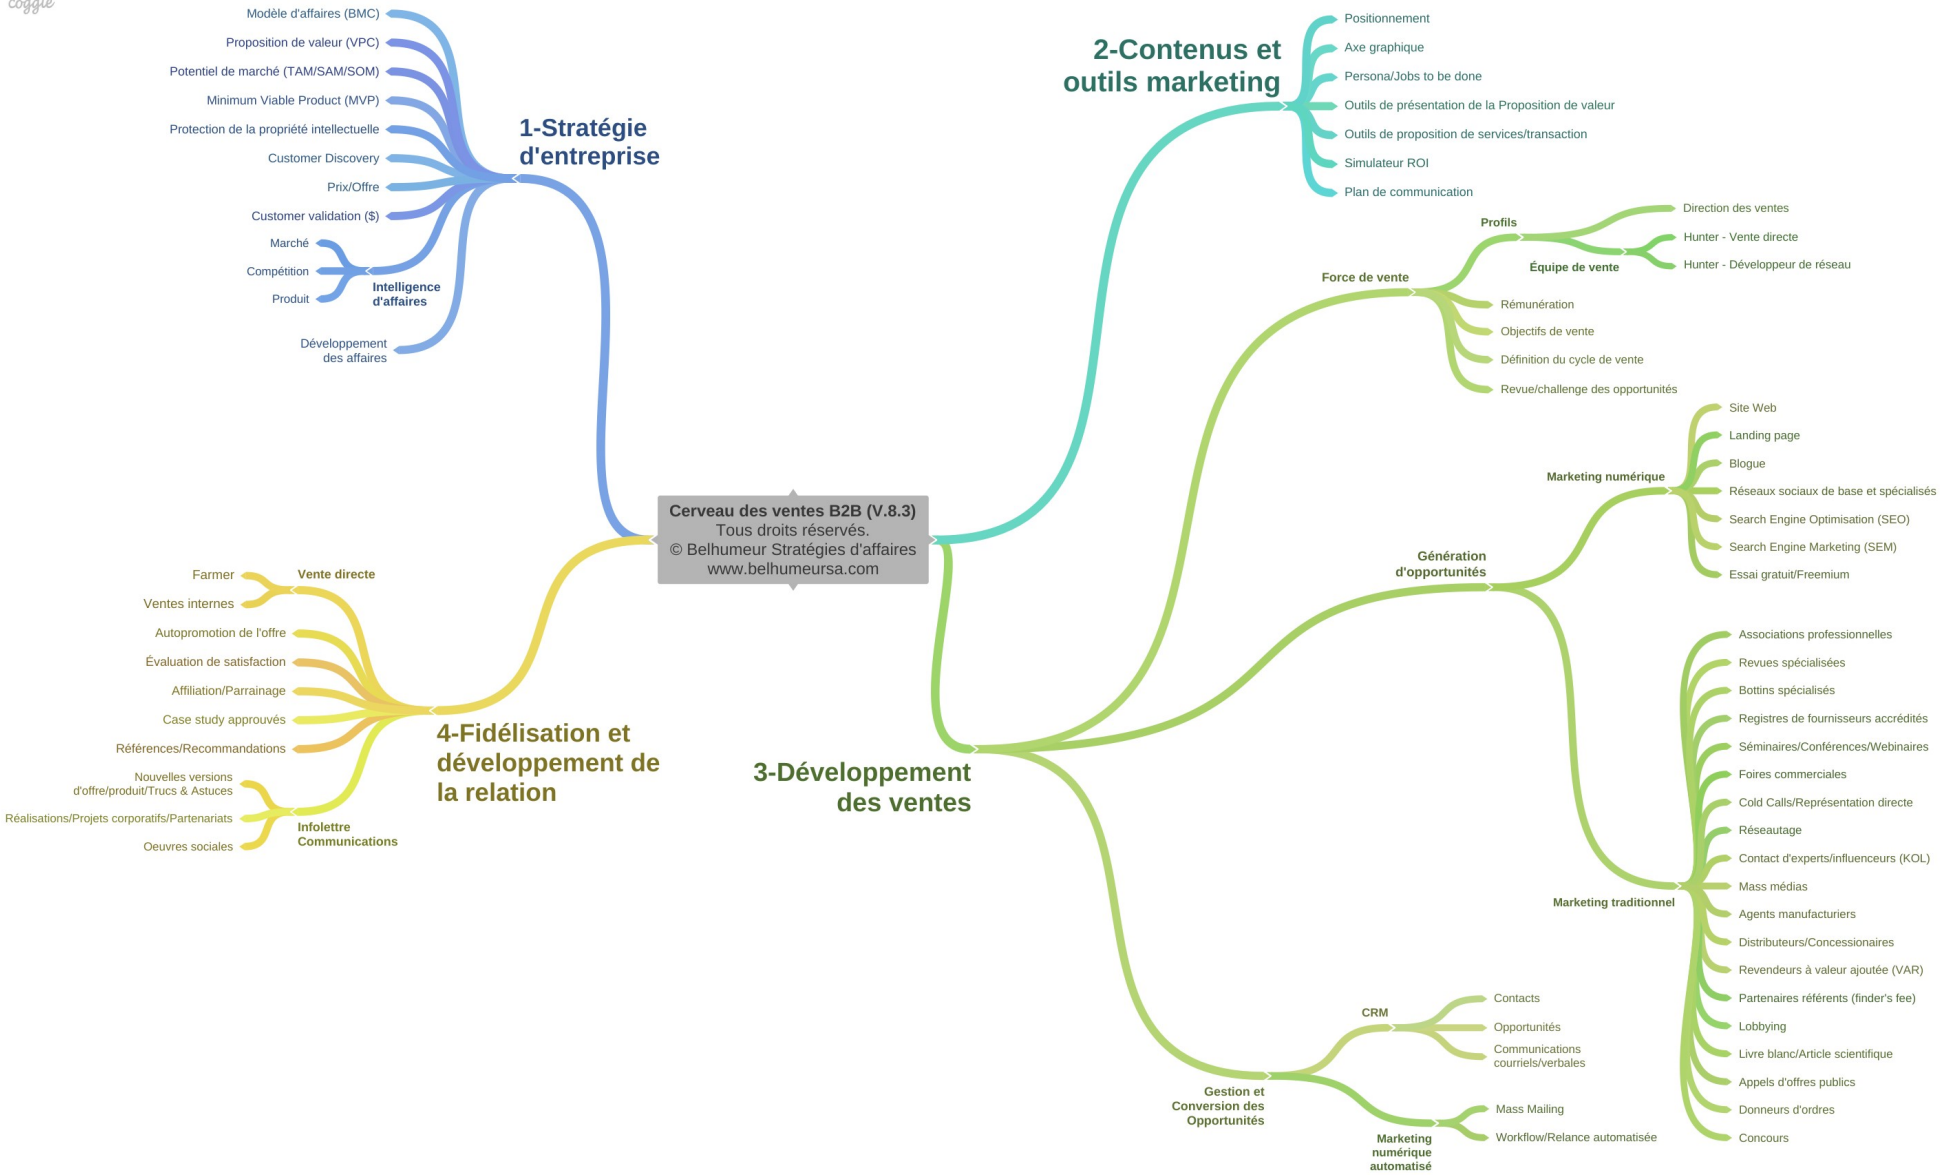 coggle
Modèle d'affaires (BMC)
Proposition de valeur (VPC)
Potentiel de marché (TAM/SAM/SOM)
Minimum Viable Product (MVP)
Protection de la propriété intellectuelle
Customer Discovery
Prix/Offre
Customer validation ($)
Marché
Compétition
Produit
Intelligence
d'affaires
Développement
des affaires
1-Stratégie
d'entreprise
2-Contenus et
outils marketing
Positionnement
Axe graphique
Persona/Jobs to be done
Outils de présentation de la Proposition de valeur
Outils de proposition de services/transaction
Simulateur ROI
Plan de communication
Cerveau des ventes B2B (V.8.3)
Tous droits réservés.
© Belhumeur Stratégies d'affaires
www.belhumeursa.com
3-Développement
des ventes
Force de vente
Profils
Direction des ventes
Équipe de vente
Hunter - Vente directe
Hunter - Développeur de réseau
Rémunération
Objectifs de vente
Définition du cycle de vente
Revue/challenge des opportunités
Génération
d'opportunités
Marketing numérique
Site Web
Landing page
Blogue
Réseaux sociaux de base et spécialisés
Search Engine Optimisation (SEO)
Search Engine Marketing (SEM)
Essai gratuit/Freemium
Marketing traditionnel
Associations professionnelles
Revues spécialisées
Bottins spécialisés
Registres de fournisseurs accrédités
Séminaires/Conférences/Webinaires
Foires commerciales
Cold Calls/Représentation directe
Réseautage
Contact d'experts/influenceurs (KOL)
Mass médias
Agents manufacturiers
Distributeurs/Concessionaires
Revendeurs à valeur ajoutée (VAR)
Partenaires référents (finder's fee)
Lobbying
Livre blanc/Article scientifique
Appels d'offres publics
Donneurs d'ordres
Concours
Gestion et
Conversion des
Opportunités
CRM
Contacts
Opportunités
Communications
courriels/verbales
Marketing
numérique
automatisé
Mass Mailing
Workflow/Relance automatisée
4-Fidélisation et
développement de
la relation
Vente directe
Farmer
Ventes internes
Autopromotion de l'offre
Évaluation de satisfaction
Affiliation/Parrainage
Case study approuvés
Références/Recommandations
Infolettre
Communications
Nouvelles versions
d'offre/produit/Trucs & Astuces
Réalisations/Projets corporatifs/Partenariats
Oeuvres sociales